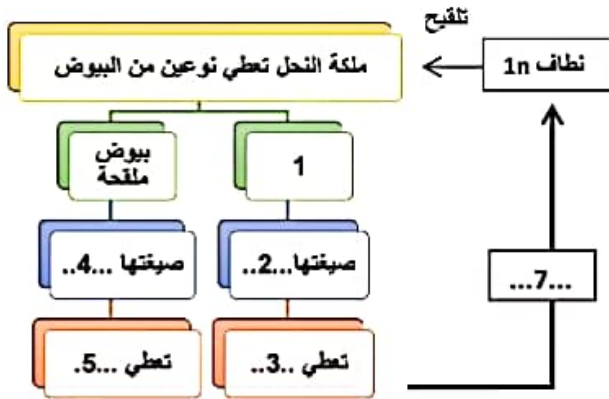 تلقيح
نطاف 1n
ملكة النحل تعطي نوعين من البيوض
1
بيوض ملقحة
صيغتها...2..
صيغتها ...4..
...7...
تعطي ..3..
تعطي ...5.